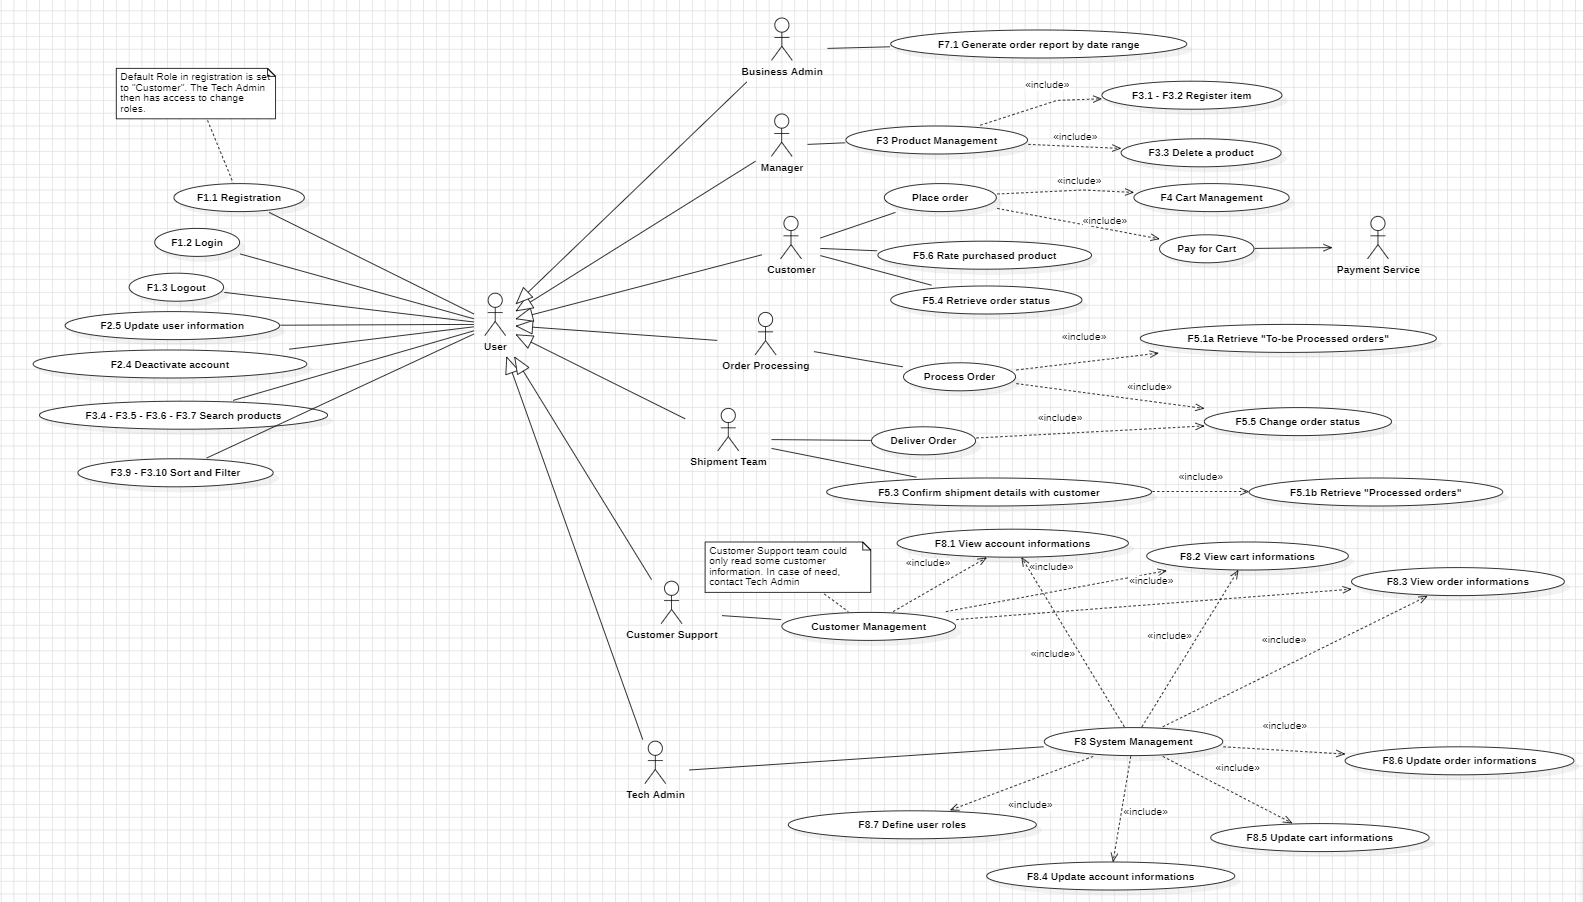 Business Admin
F7.1 Generate order report by date range
Default Role in registration is set
to "Customer". The Tech Admin
then has access to change
roles.
«include»
F3.1 - F3.2 Register item
Manager
F3 Product Management
«include»
F3.3 Delete a product
F1.1 Registration
Place order
«include»
F4 Cart Management
«include»
Pay for Cart
Payment Service
Customer
F5.6 Rate purchased product
F5.4 Retrieve order status
F1.2 Login
F1.3 Logout
F2.5 Update user information
User
F2.4 Deactivate account
F3.4 - F3.5 - F3.6 - F3.7 Search products
F3.9 - F3.10 Sort and Filter
Order Processing
Process Order
«include»
F5.1a Retrieve "To-be Processed orders"
«include»
F5.5 Change order status
Shipment Team
Deliver Order
«include»
F5.3 Confirm shipment details with customer
«include»
F5.1b Retrieve "Processed orders"
Customer Support team could
only read some customer
information. In case of need,
contact Tech Admin
F8.1 View account informations
F8.2 View cart informations
F8.3 View order informations
«include»
«include»
«include»
Customer Support
Customer Management
«include»
«include»
«include»
Tech Admin
F8 System Management
«include»
F8.6 Update order informations
«include»
«include»
«include»
F8.7 Define user roles
F8.5 Update cart informations
F8.4 Update account informations